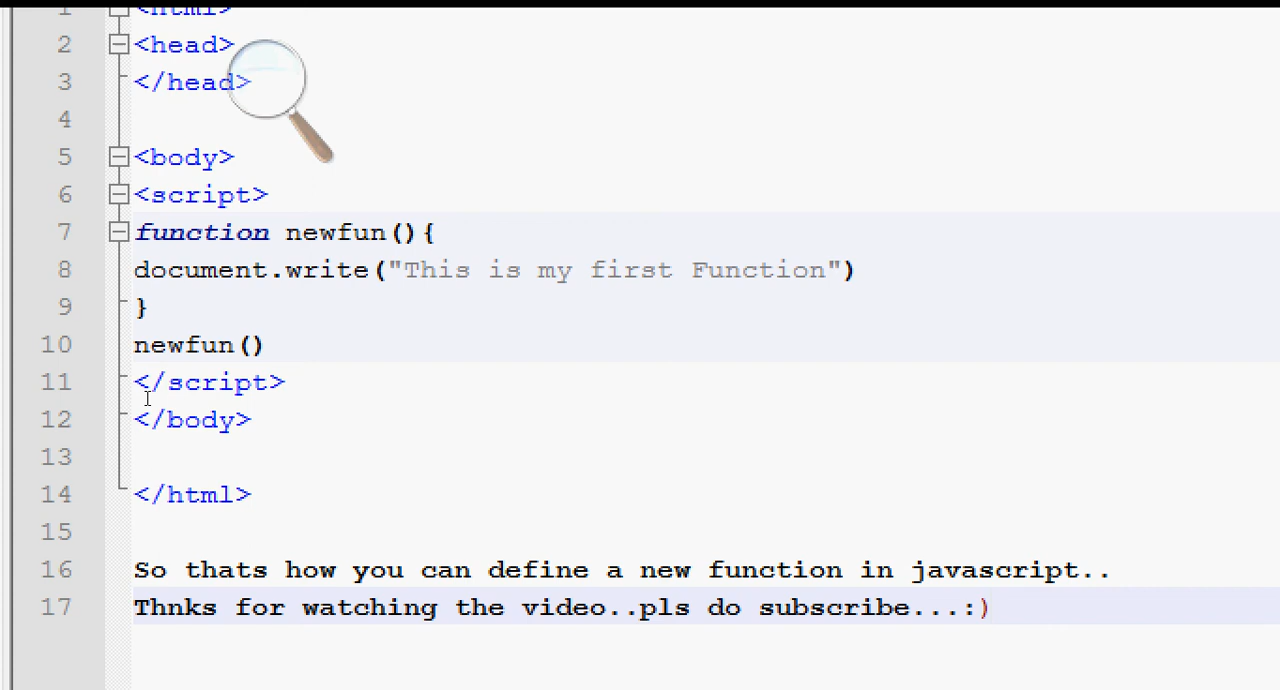 1 <html>
2 <head>
3 </head>
4
5 <body>
6 <script>
7 function newfun(){
8 document.write("This is my first Function")
9 }
10 newfun()
11 </script>
12 </body>
13
14 </html>
15
16 So thats how you can define a new function in javascript..
17 Thnks for watching the video..pls do subscribe...:)